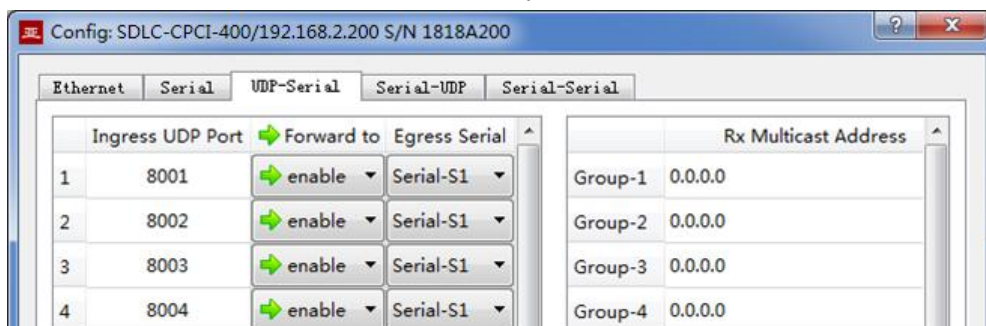 亚 Config: SDLC-CPCI-400/192.168.2.200 S/N 1818A200 ? X
Ethernet Serial UDP-Serial Serial-UDP Serial-Serial
Ingress UDP Port Forward to Egress Serial Rx Multicast Address
1 8001 enable Serial-S1 Group-1 0.0.0.0
2 8002 enable Serial-S1 Group-2 0.0.0.0
3 8003 enable Serial-S1 Group-3 0.0.0.0
4 8004 enable Serial-S1 Group-4 0.0.0.0